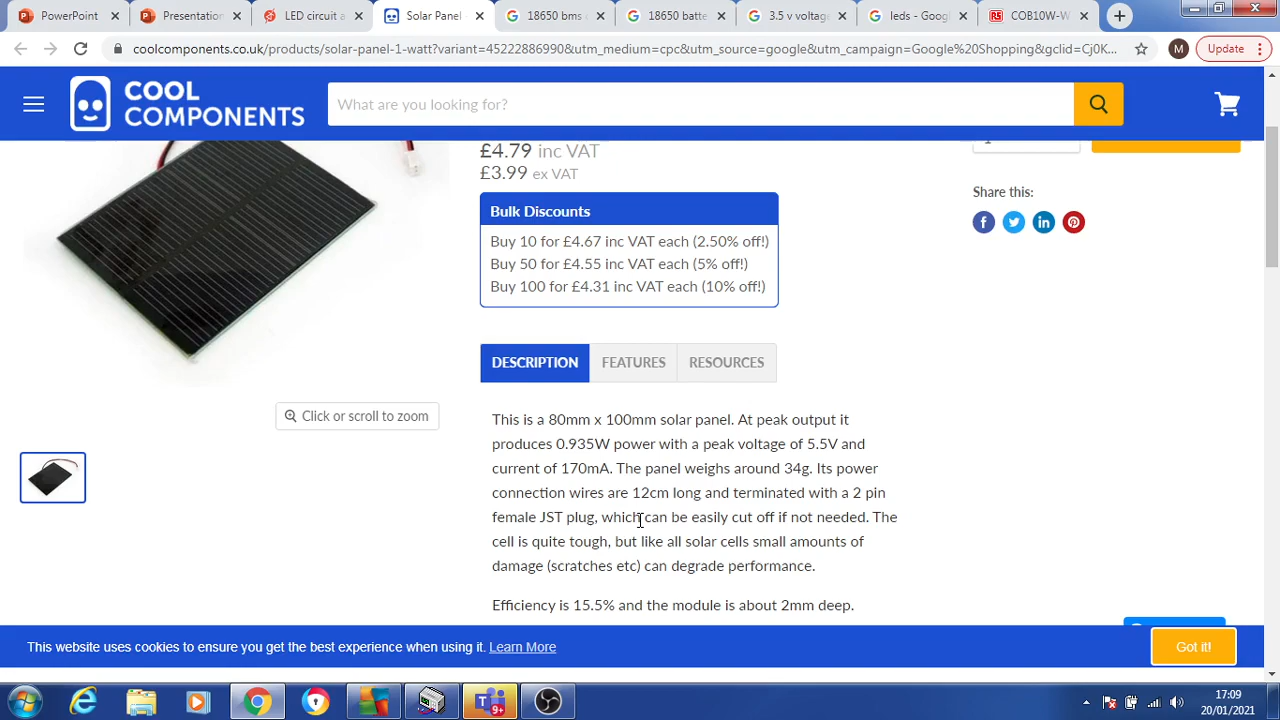 PowerPoint
Presentation
LED circuit a
Solar Panel -
18650 bms
18650 batte
3.5 v voltag
leds - Goog
COB10W-W
coolcomponents.co.uk/products/solar-panel-1-watt?variant=45222886990&utm_medium=cpc&utm_source=google&utm_campaign=Google%20Shopping&gclid=Cj0K...
M
Update
COOL
COMPONENTS
What are you looking for?
£4.79 inc VAT
£3.99 ex VAT
Share this:
Bulk Discounts
Buy 10 for £4.67 inc VAT each (2.50% off!)
Buy 50 for £4.55 inc VAT each (5% off!)
Buy 100 for £4.31 inc VAT each (10% off!)
DESCRIPTION FEATURES RESOURCES
Click or scroll to zoom
This is a 80mm x 100mm solar panel. At peak output it
produces 0.935W power with a peak voltage of 5.5V and
current of 170mA. The panel weighs around 34g. Its power
connection wires are 12cm long and terminated with a 2 pin
female JST plug, which can be easily cut off if not needed. The
cell is quite tough, but like all solar cells small amounts of
damage (scratches etc) can degrade performance.
Efficiency is 15.5% and the module is about 2mm deep.
This website uses cookies to ensure you get the best experience when using it. Learn More
Got it!
9+
17:09
20/01/2021